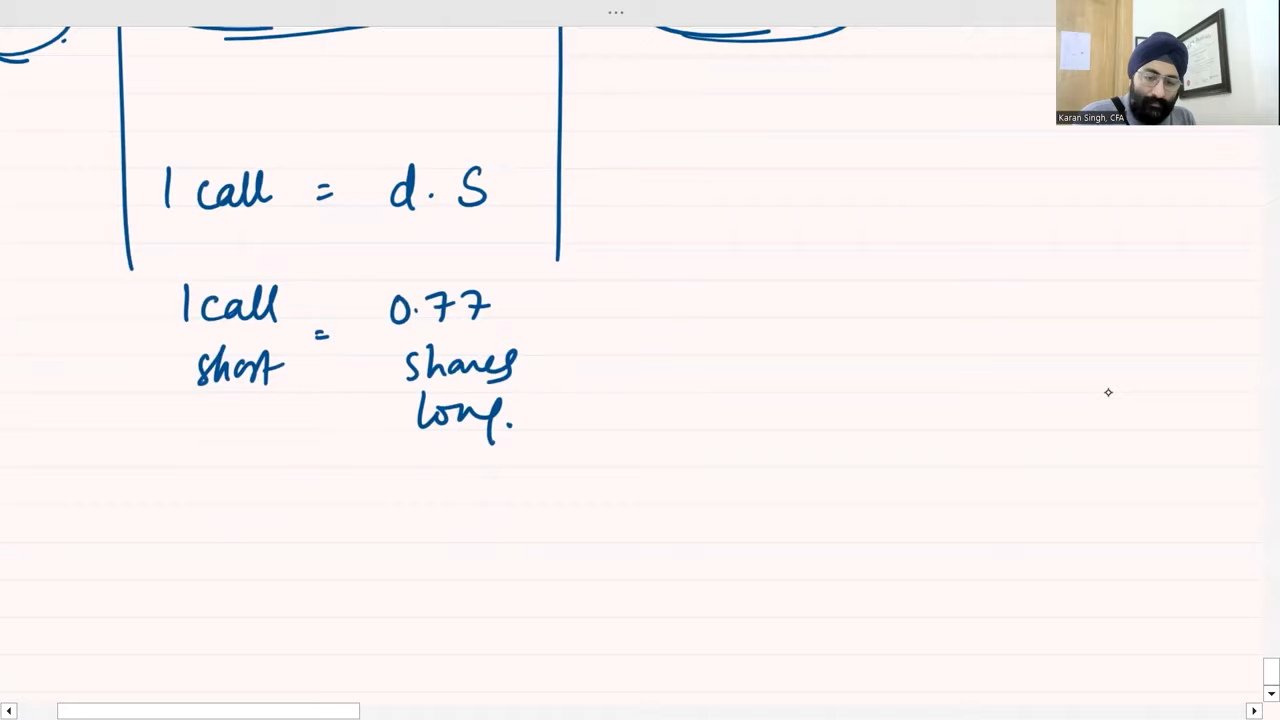 Karan Singh, CFA
1 call = d. S
1 call = 0.77
short shares
long.